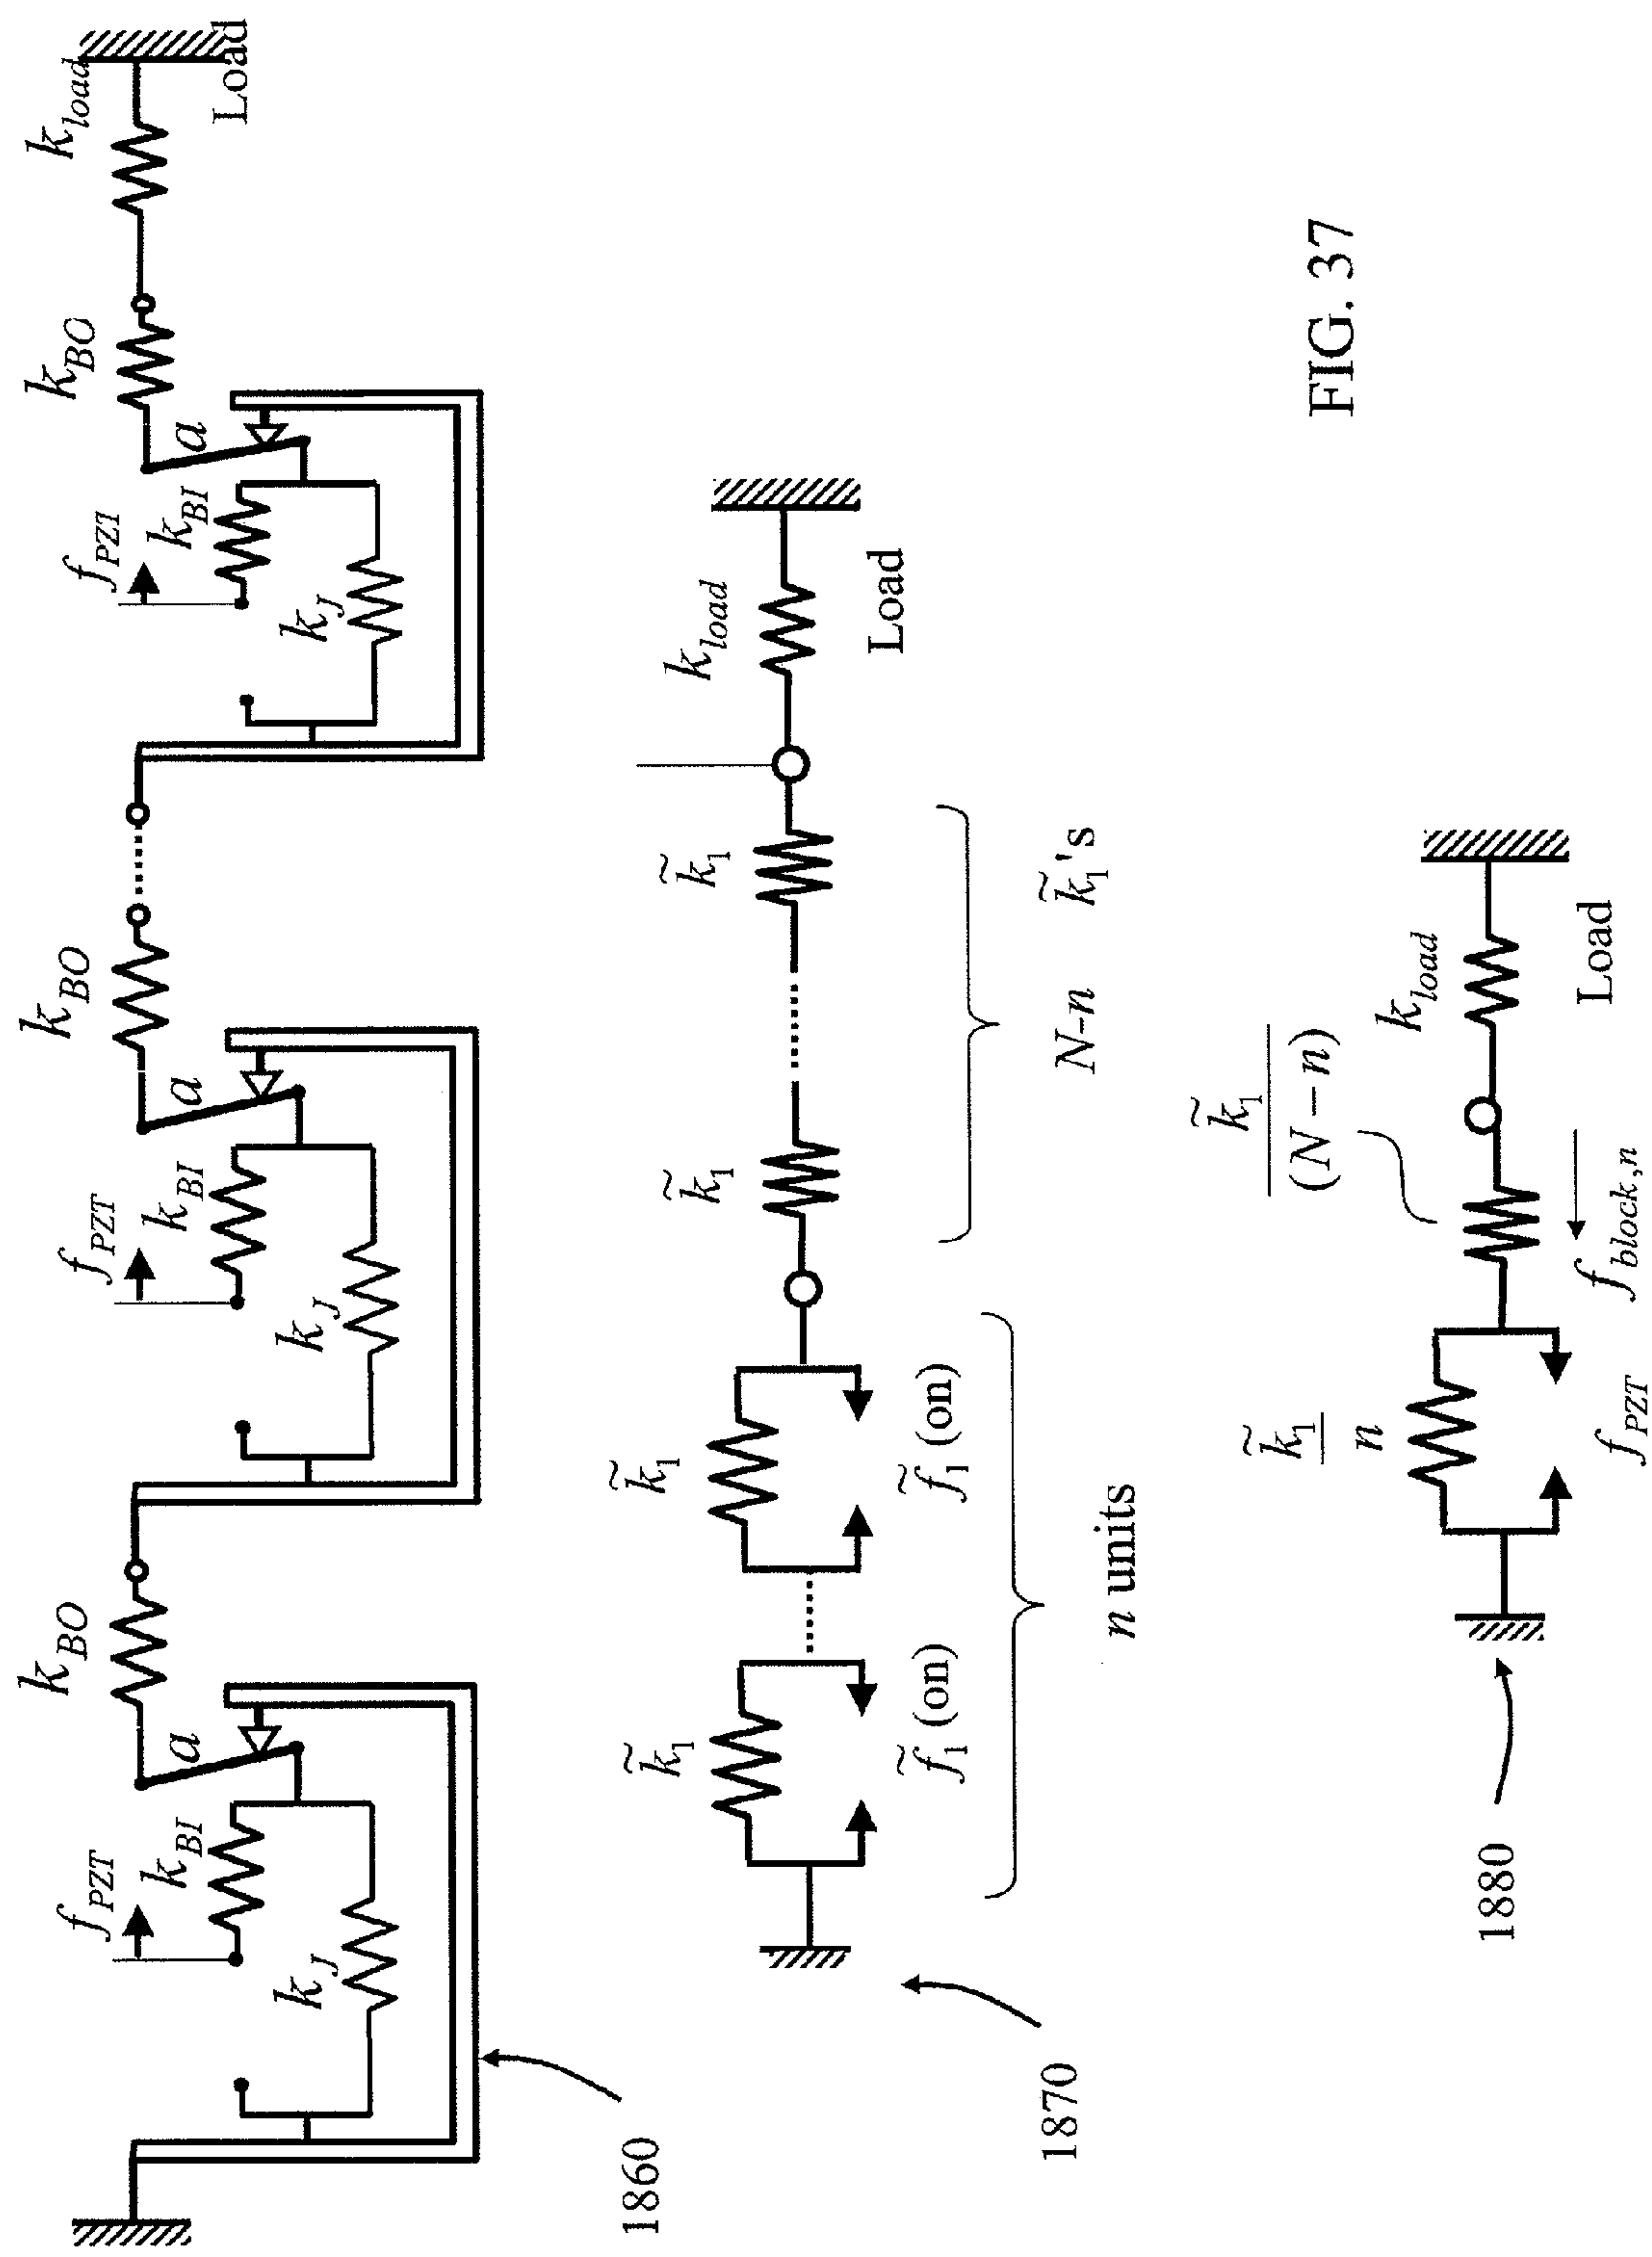 k_BO k_BO k_BO k_load
f_PZT a f_PZT a f_PZT a Load
k_BI k_BI k_BI
k_J k_J k_J
1860
k̃_1 k̃_1 k̃_1 k̃_1 k_load
f̃_1 (on) f̃_1 (on) Load
n units N-n k̃_1's
1870
k̃_1/n k̃_1/(N−n) k_load
f_PZT f_block,n Load
1880
FIG. 37